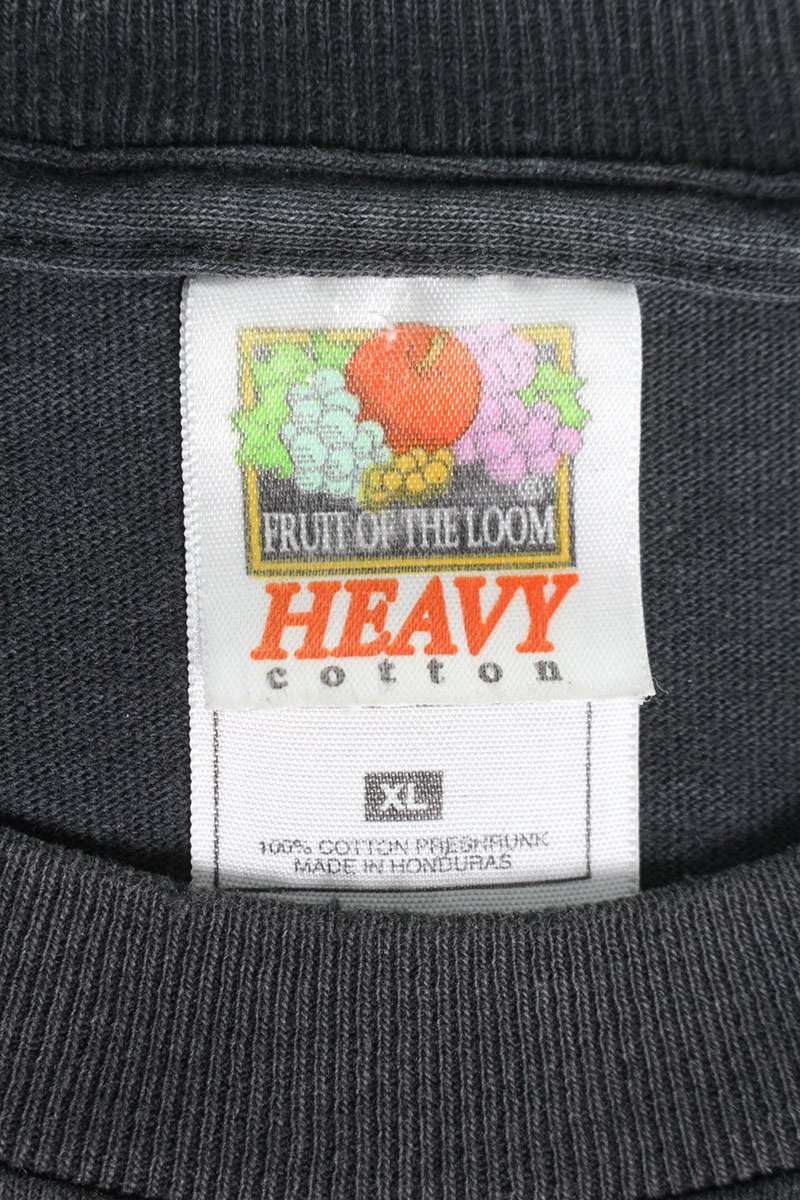 ®
FRUIT OF THE LOOM
HEAVY
cotton
XL
100% COTTON PRESHRUNK
MADE IN HONDURAS